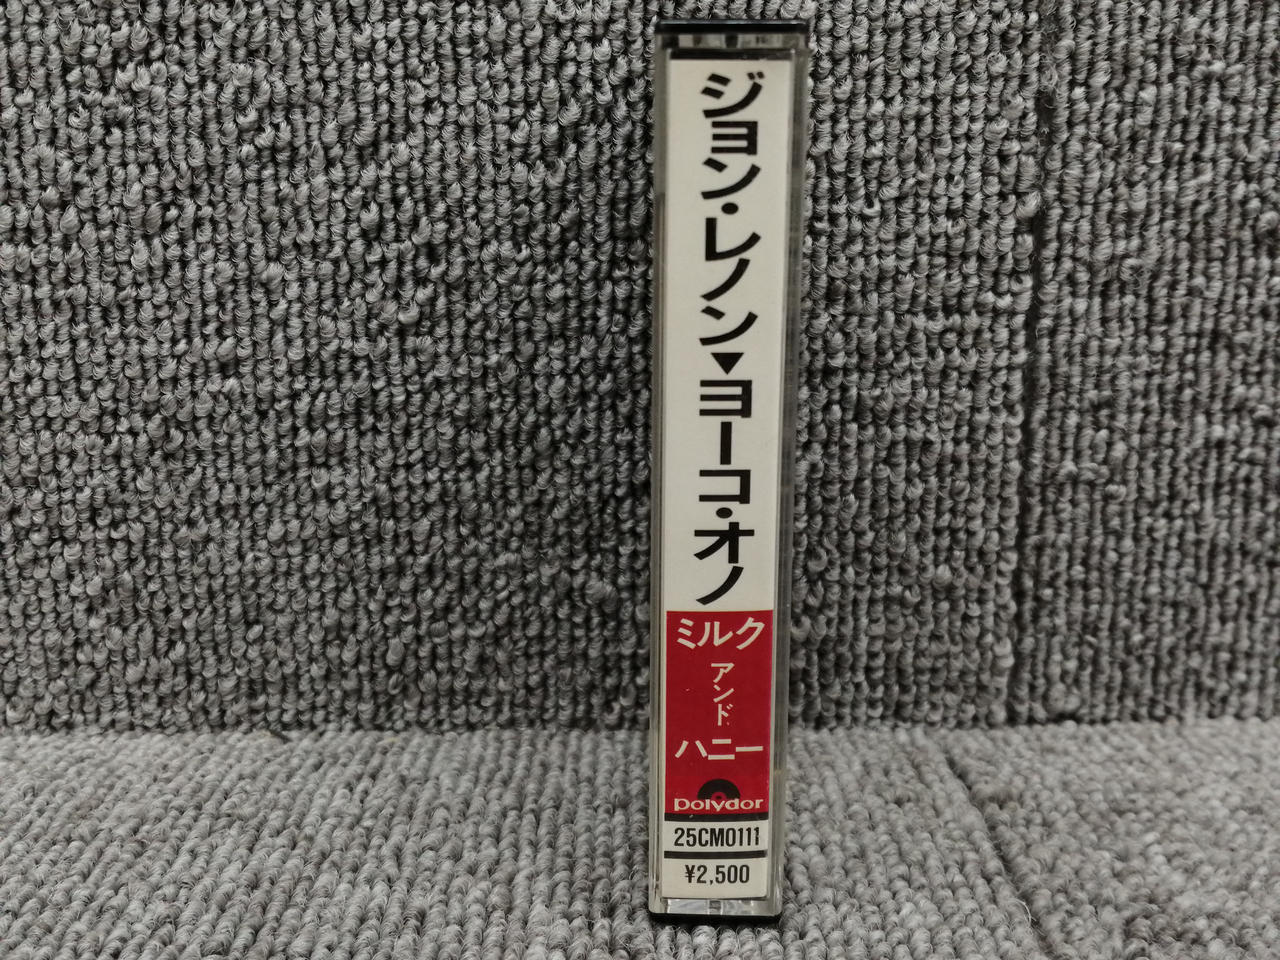 ジョン・レノン▼ヨーコ・オノ
ミルク
アンド
ハニー
polydor
25CM0111
¥2,500